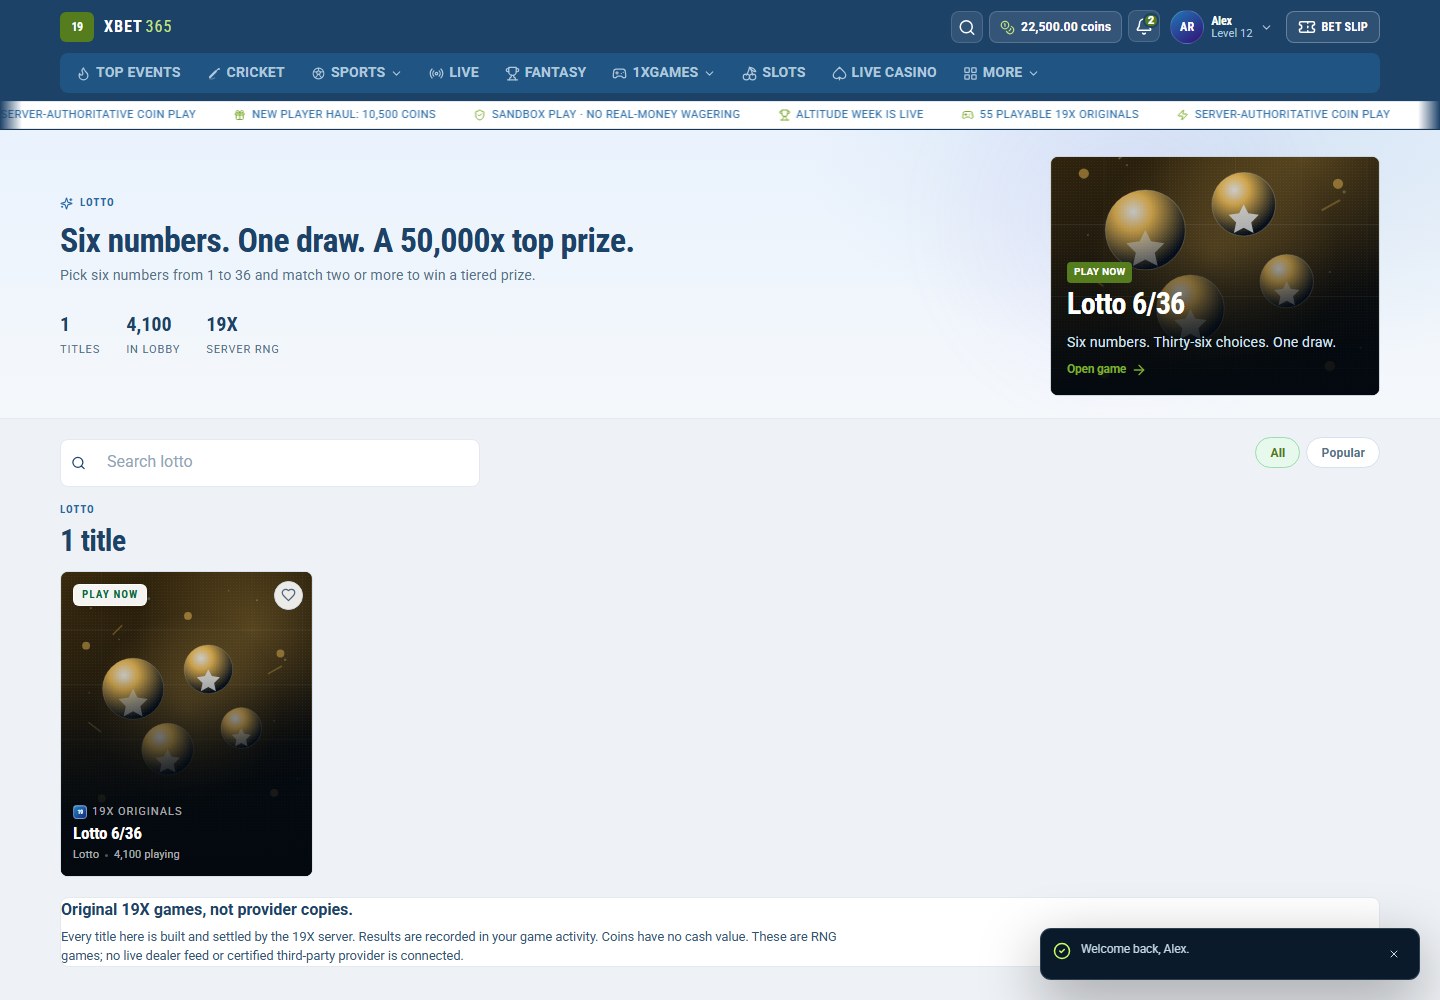 19 XBET 365
22,500.00 coins
2
AR
Alex
Level 12
BET SLIP
TOP EVENTS CRICKET SPORTS LIVE FANTASY 1XGAMES SLOTS LIVE CASINO MORE
SERVER-AUTHORITATIVE COIN PLAY NEW PLAYER HAUL: 10,500 COINS SANDBOX PLAY · NO REAL-MONEY WAGERING ALTITUDE WEEK IS LIVE 55 PLAYABLE 19X ORIGINALS SERVER-AUTHORITATIVE COIN PLAY
LOTTO
Six numbers. One draw. A 50,000x top prize.
Pick six numbers from 1 to 36 and match two or more to win a tiered prize.
1 4,100 19X
TITLES IN LOBBY SERVER RNG
PLAY NOW
Lotto 6/36
Six numbers. Thirty-six choices. One draw.
Open game
Search lotto
All Popular
LOTTO
1 title
PLAY NOW
19 19X ORIGINALS
Lotto 6/36
Lotto • 4,100 playing
Original 19X games, not provider copies.
Every title here is built and settled by the 19X server. Results are recorded in your game activity. Coins have no cash value. These are RNG
games; no live dealer feed or certified third-party provider is connected.
Welcome back, Alex.